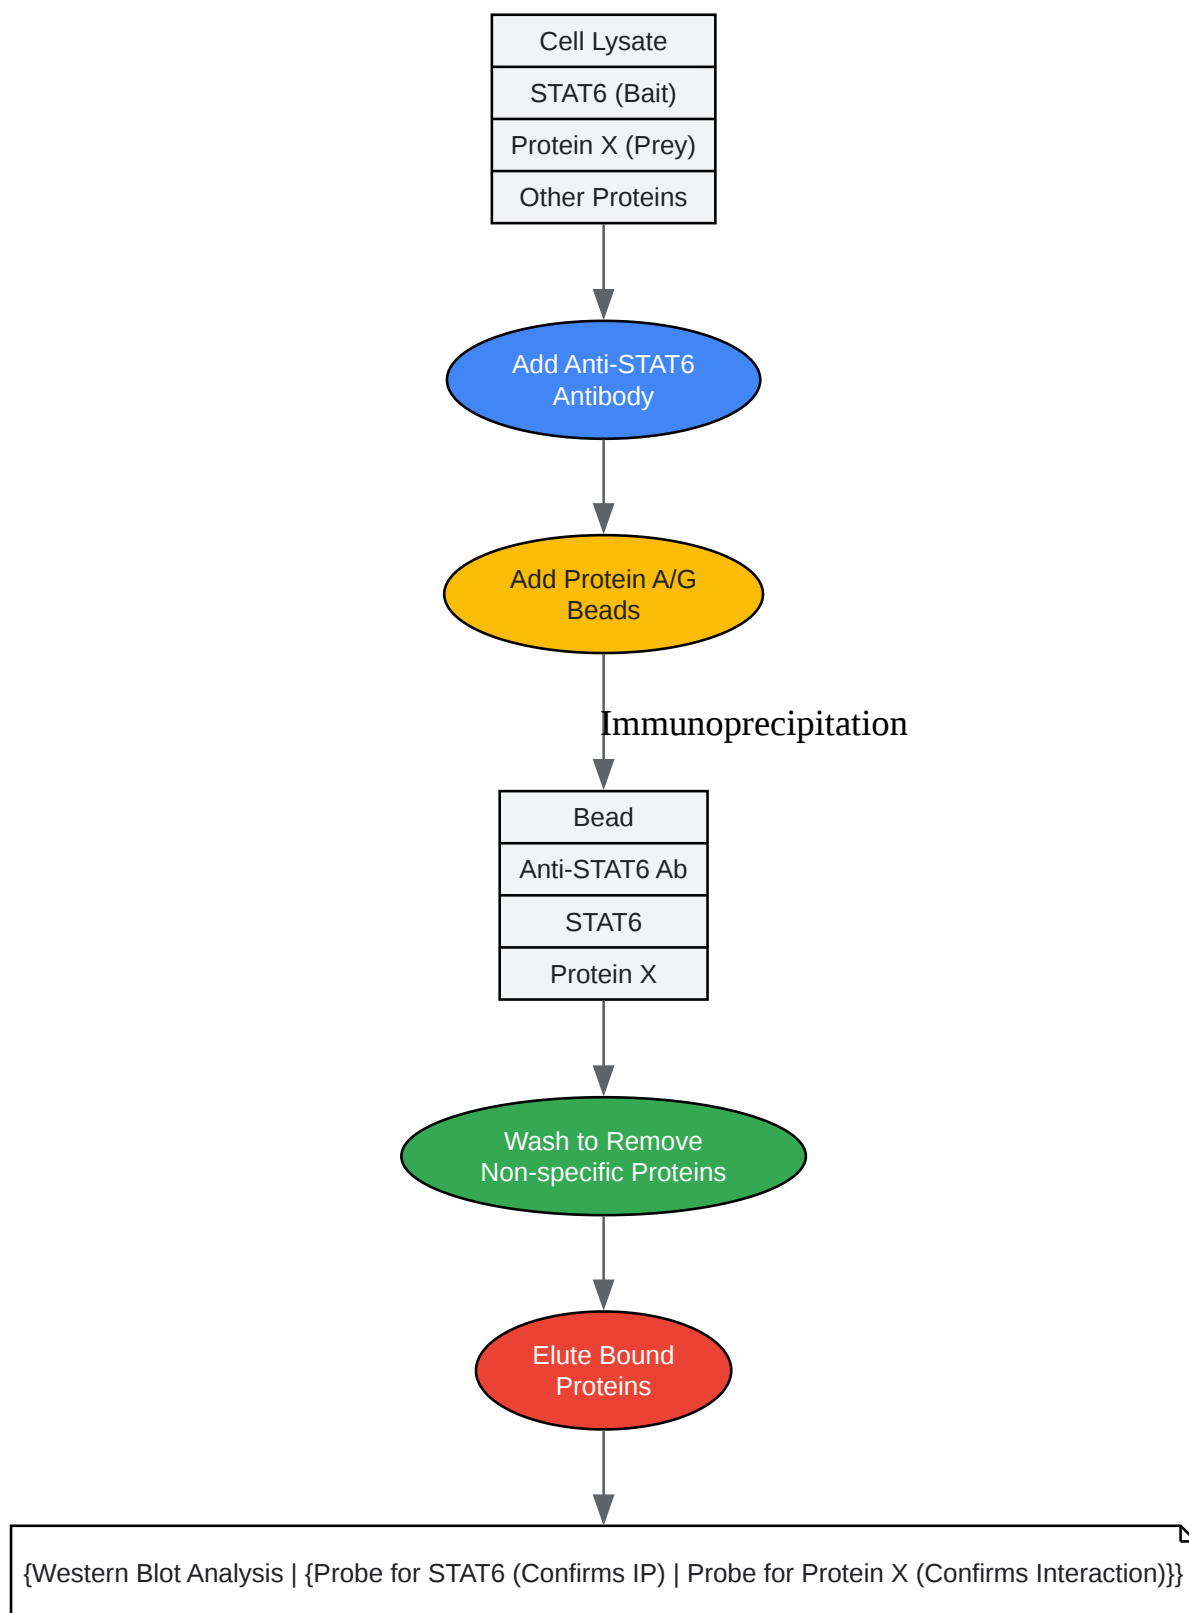 Cell Lysate
STAT6 (Bait)
Protein X (Prey)
Other Proteins
Add Anti-STAT6
Antibody
Add Protein A/G
Beads
Immunoprecipitation
Bead
Anti-STAT6 Ab
STAT6
Protein X
Wash to Remove
Non-specific Proteins
Elute Bound
Proteins
{Western Blot Analysis | {Probe for STAT6 (Confirms IP) | Probe for Protein X (Confirms Interaction)}}